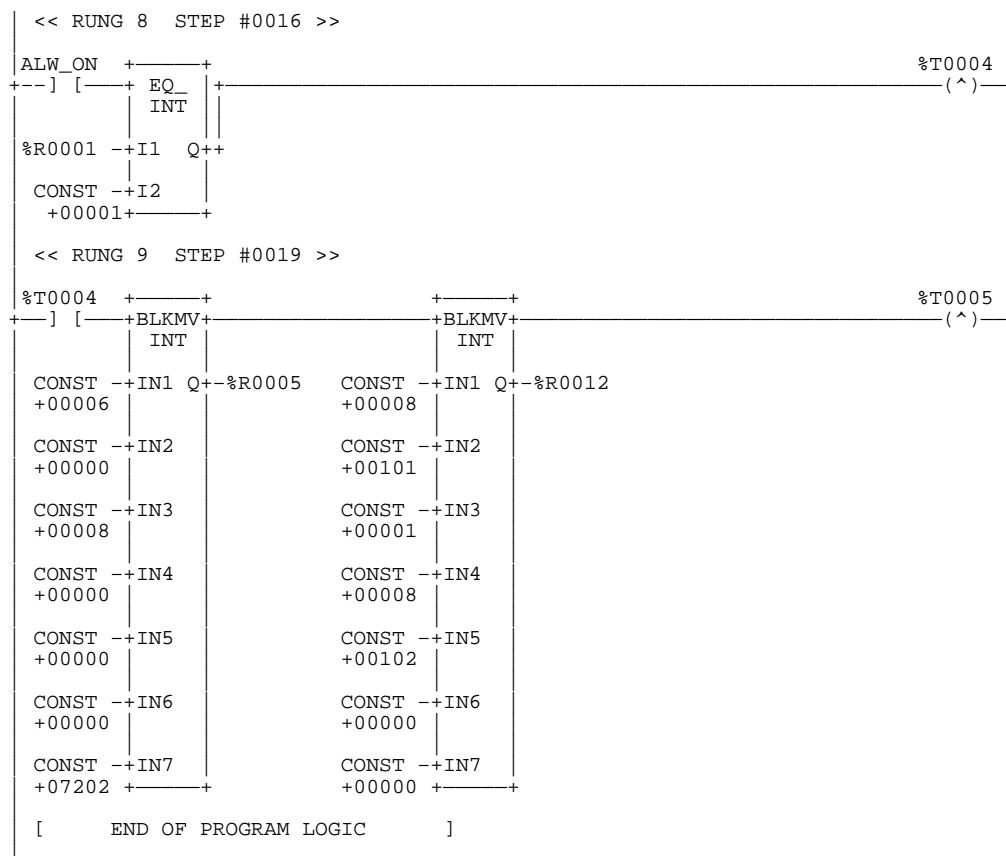 << RUNG 8 STEP #0016 >>
ALW_ON %T0004
] [ EQ_ (^)
INT
%R0001 I1 Q
CONST I2
+00001
<< RUNG 9 STEP #0019 >>
%T0004 %T0005
] [ BLKMV BLKMV (^)
INT INT
CONST IN1 Q %R0005 CONST IN1 Q %R0012
+00006 +00008
CONST IN2 CONST IN2
+00000 +00101
CONST IN3 CONST IN3
+00008 +00001
CONST IN4 CONST IN4
+00000 +00008
CONST IN5 CONST IN5
+00000 +00102
CONST IN6 CONST IN6
+00000 +00000
CONST IN7 CONST IN7
+07202 +00000
[ END OF PROGRAM LOGIC ]